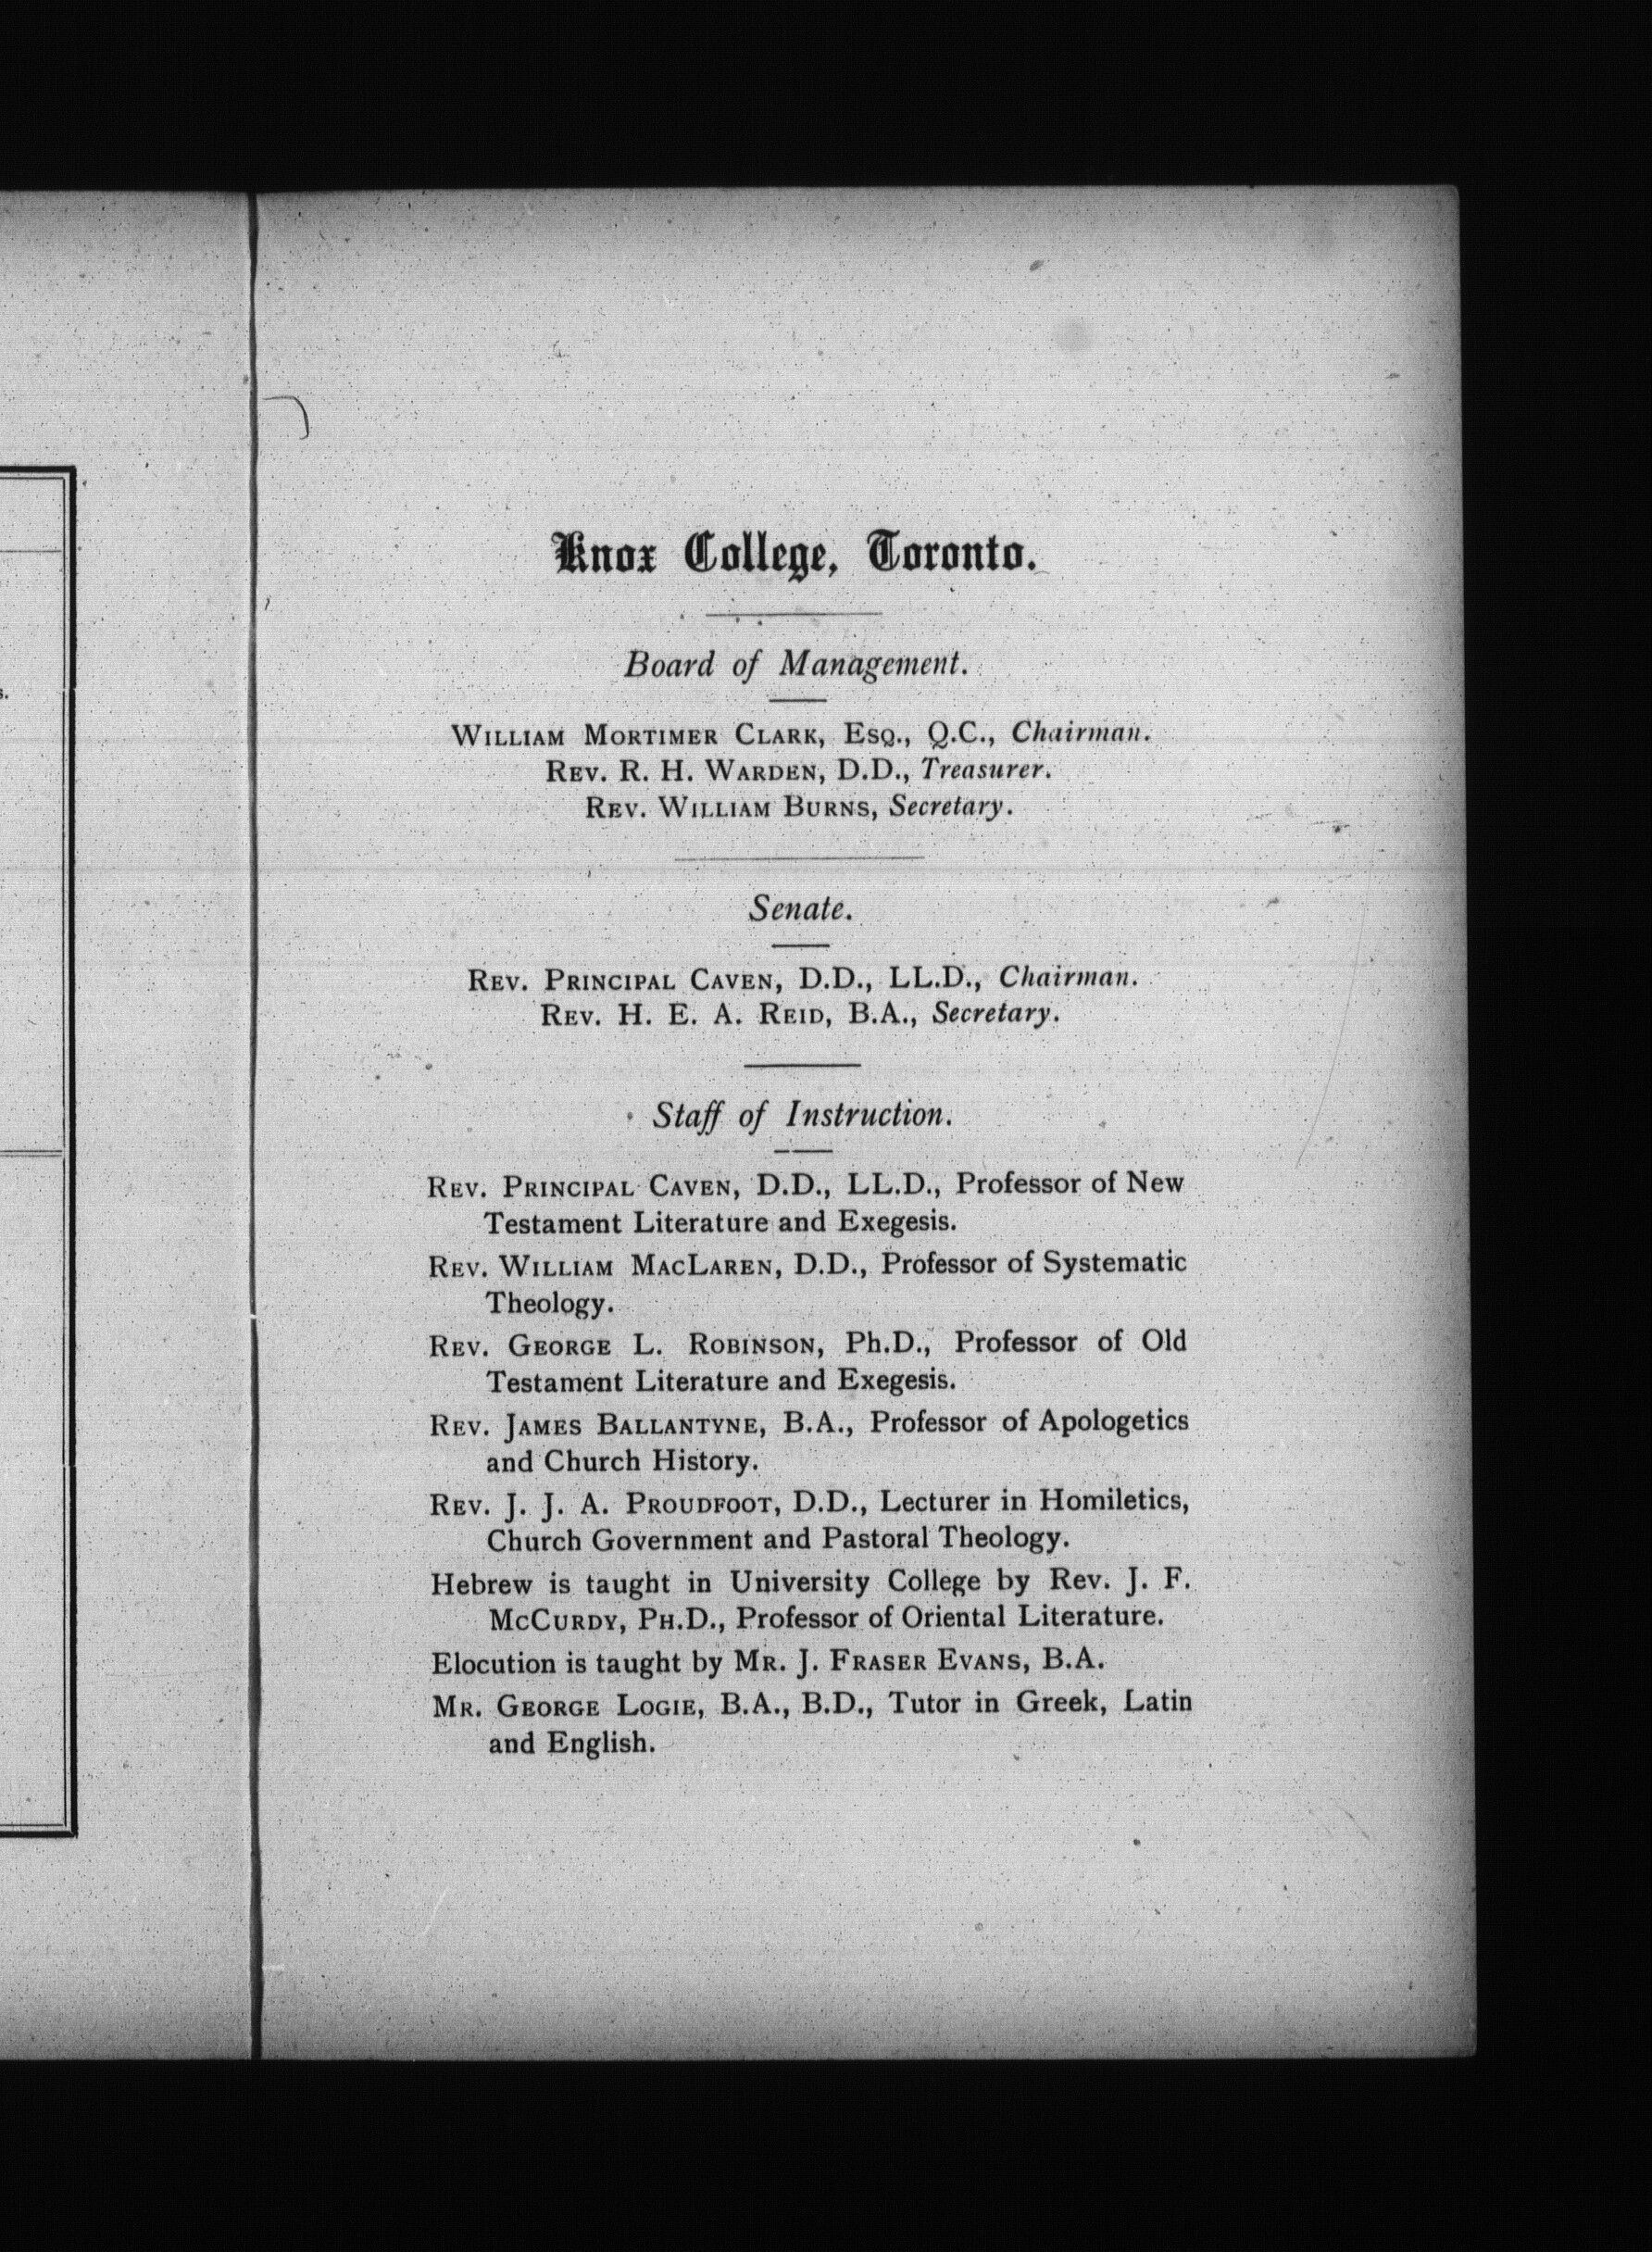 Knox College, Toronto.
Board of Management.
WILLIAM MORTIMER CLARK, ESQ., Q.C., Chairman.
REV. R. H. WARDEN, D.D., Treasurer.
REV. WILLIAM BURNS, Secretary.
Senate.
REV. PRINCIPAL CAVEN, D.D., LL.D., Chairman.
REV. H. E. A. REID, B.A., Secretary.
Staff of Instruction.
REV. PRINCIPAL CAVEN, D.D., LL.D., Professor of New
Testament Literature and Exegesis.
REV. WILLIAM MACLAREN, D.D., Professor of Systematic
Theology.
REV. GEORGE L. ROBINSON, Ph.D., Professor of Old
Testament Literature and Exegesis.
REV. JAMES BALLANTYNE, B.A., Professor of Apologetics
and Church History.
REV. J. J. A. PROUDFOOT, D.D., Lecturer in Homiletics,
Church Government and Pastoral Theology.
Hebrew is taught in University College by Rev. J. F.
MCCURDY, PH.D., Professor of Oriental Literature.
Elocution is taught by MR. J. FRASER EVANS, B.A.
MR. GEORGE LOGIE, B.A., B.D., Tutor in Greek, Latin
and English.